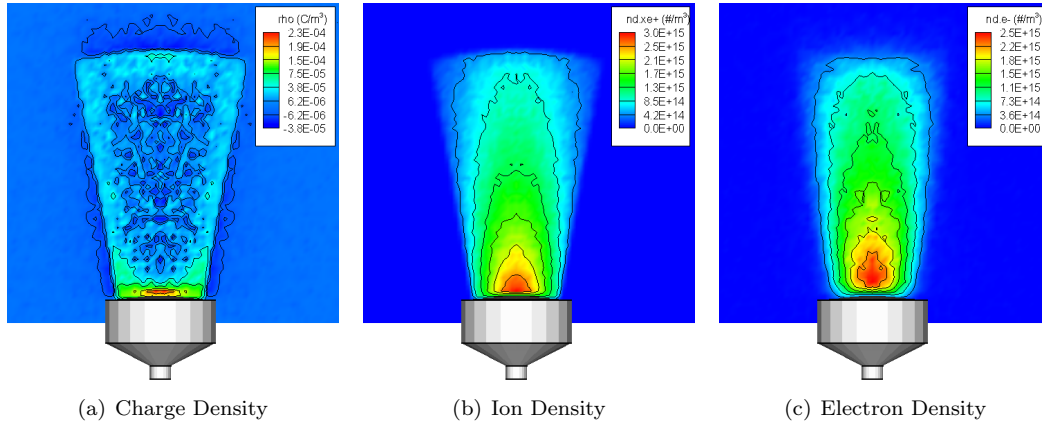 rho (C/m³)
2.3E-04
1.9E-04
1.5E-04
7.5E-05
3.8E-05
6.2E-06
-6.2E-06
-3.8E-05
nd.xe+ (#/m³)
3.0E+15
2.6E+15
2.1E+15
1.7E+15
1.3E+15
8.5E+14
4.2E+14
0.0E+00
nd.e- (#/m³)
2.5E+15
2.2E+15
1.8E+15
1.5E+15
1.1E+15
7.3E+14
3.6E+14
0.0E+00
(a) Charge Density
(b) Ion Density
(c) Electron Density